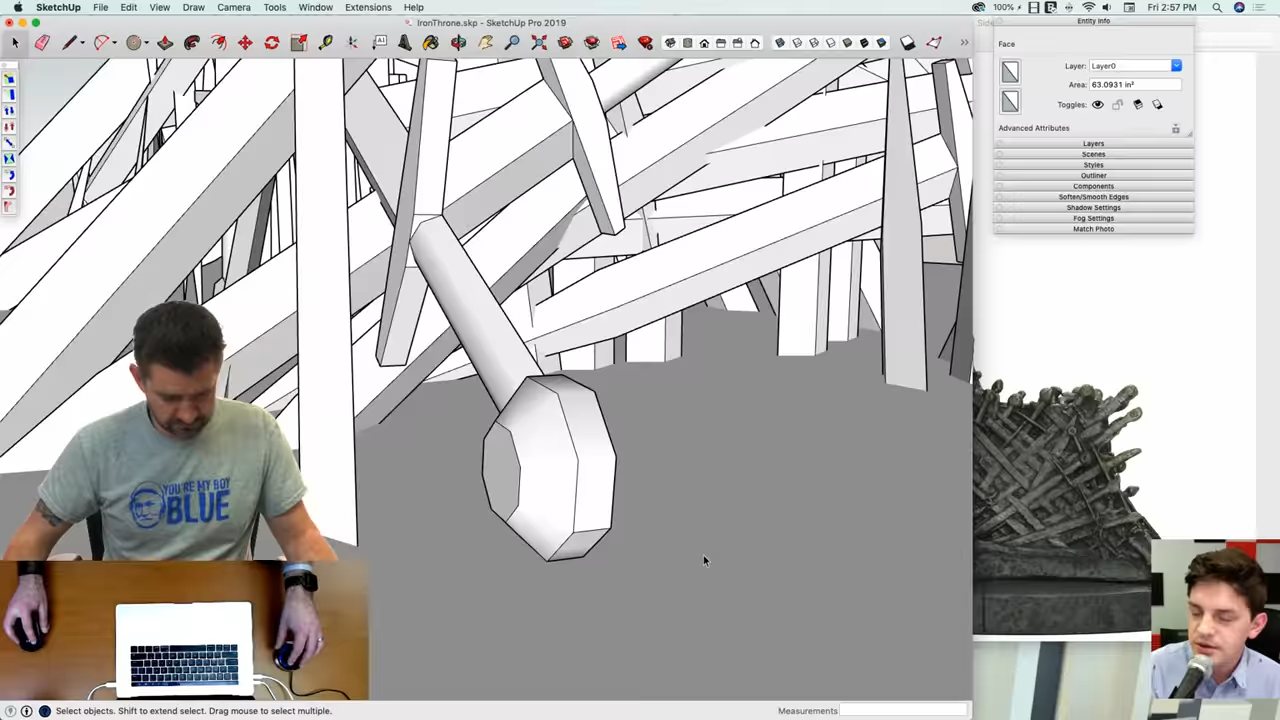 SketchUp File Edit View Draw Camera Tools Window Extensions Help
100% Fri 2:57 PM
IronThrone.skp - SketchUp Pro 2019
Entity Info
Face
Layer: Layer0
Area: 63.0931 in²
Toggles:
Advanced Attributes
Layers
Scenes
Styles
Outliner
Components
Soften/Smooth Edges
Shadow Settings
Fog Settings
Match Photo
YOU'RE MY BOY
BLUE
Select objects. Shift to extend select. Drag mouse to select multiple.
Measurements